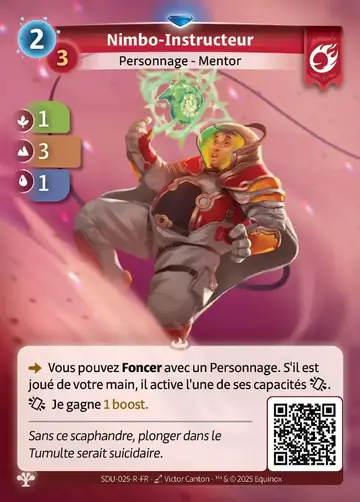 2
Nimbo-Instructeur
3
Personnage - Mentor
1
3
1
Vous pouvez Foncer avec un Personnage. S'il est
joué de votre main, il active l'une de ses capacités .
Je gagne 1 boost.
Sans ce scaphandre, plonger dans le
Tumulte serait suicidaire.
SDU-025-R-FR - Victor Canton - ™ & © 2025 Equinox